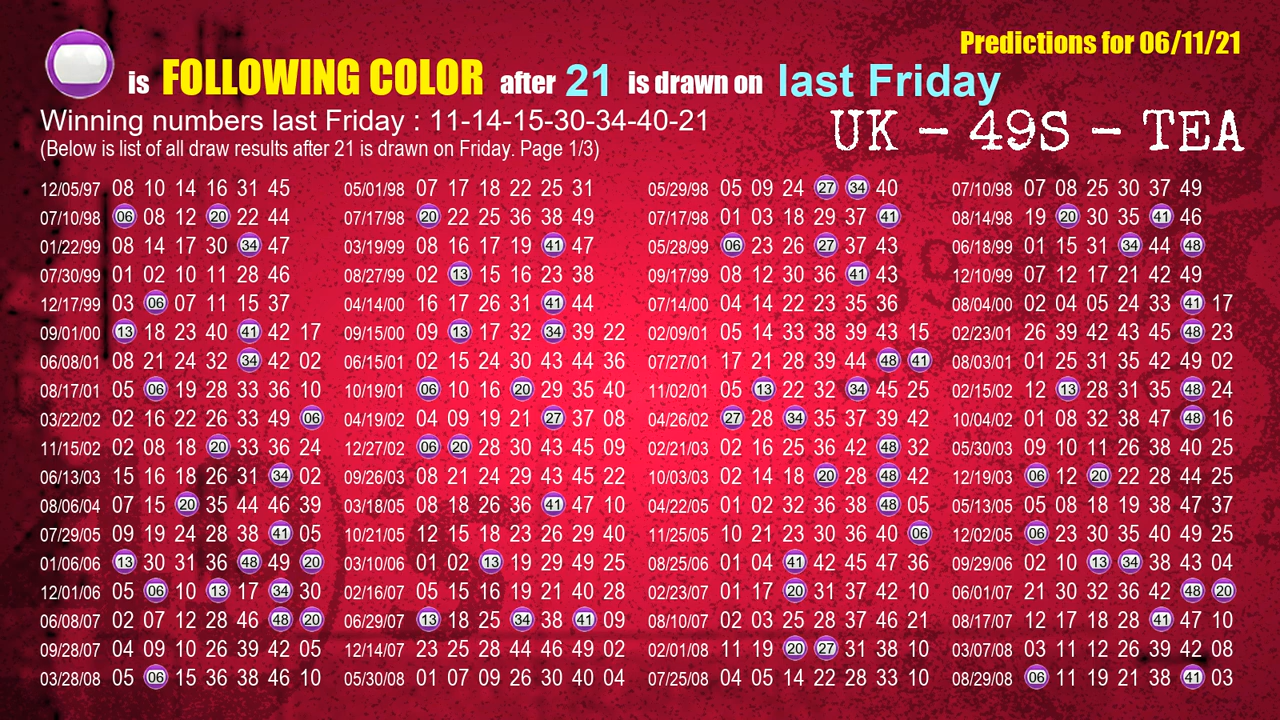 Predictions for 06/11/21
is FOLLOWING COLOR after 21 is drawn on last Friday
Winning numbers last Friday : 11-14-15-30-34-40-21
UK - 49S - TEA
(Below is list of all draw results after 21 is drawn on Friday. Page 1/3)
12/05/97 08 10 14 16 31 45 05/01/98 07 17 18 22 25 31 05/29/98 05 09 24 27 34 40 07/10/98 07 08 25 30 37 49
07/10/98 06 08 12 20 22 44 07/17/98 20 22 25 36 38 49 07/17/98 01 03 18 29 37 41 08/14/98 19 20 30 35 41 46
01/22/99 08 14 17 30 34 47 03/19/99 08 16 17 19 41 47 05/28/99 06 23 26 27 37 43 06/18/99 01 15 31 34 44 48
07/30/99 01 02 10 11 28 46 08/27/99 02 13 15 16 23 38 09/17/99 08 12 30 36 41 43 12/10/99 07 12 17 21 42 49
12/17/99 03 06 07 11 15 37 04/14/00 16 17 26 31 41 44 07/14/00 04 14 22 23 35 36 08/04/00 02 04 05 24 33 41 17
09/01/00 13 18 23 40 41 42 17 09/15/00 09 13 17 32 34 39 22 02/09/01 05 14 33 38 39 43 15 02/23/01 26 39 42 43 45 48 23
06/08/01 08 21 24 32 34 42 02 06/15/01 02 15 24 30 43 44 36 07/27/01 17 21 28 39 44 48 41 08/03/01 01 25 31 35 42 49 02
08/17/01 05 06 19 28 33 36 10 10/19/01 06 10 16 20 29 35 40 11/02/01 05 13 22 32 34 45 25 02/15/02 12 13 28 31 35 48 24
03/22/02 02 16 22 26 33 49 06 04/19/02 04 09 19 21 27 37 08 04/26/02 27 28 34 35 37 39 42 10/04/02 01 08 32 38 47 48 16
11/15/02 02 08 18 20 33 36 24 12/27/02 06 20 28 30 43 45 09 02/21/03 02 16 25 36 42 48 32 05/30/03 09 10 11 26 38 40 25
06/13/03 15 16 18 26 31 34 02 09/26/03 08 21 24 29 43 45 22 10/03/03 02 14 18 20 28 48 42 12/19/03 06 12 20 22 28 44 25
08/06/04 07 15 20 35 44 46 39 03/18/05 08 18 26 36 41 47 10 04/22/05 01 02 32 36 38 48 05 05/13/05 05 08 18 19 38 47 37
07/29/05 09 19 24 28 38 41 05 10/21/05 12 15 18 23 26 29 40 11/25/05 10 21 23 30 36 40 06 12/02/05 06 23 30 35 40 49 25
01/06/06 13 30 31 36 48 49 20 03/10/06 01 02 13 19 29 49 25 08/25/06 01 04 41 42 45 47 36 09/29/06 02 10 13 34 38 43 04
12/01/06 05 06 10 13 17 34 30 02/16/07 05 15 16 19 21 40 28 02/23/07 01 17 20 31 37 42 10 06/01/07 21 30 32 36 42 48 20
06/08/07 02 07 12 28 46 48 20 06/29/07 13 18 25 34 38 41 09 08/10/07 02 03 25 28 37 46 21 08/17/07 12 17 18 28 41 47 10
09/28/07 04 09 10 26 39 42 05 12/14/07 23 25 28 44 46 49 02 02/01/08 11 19 20 27 31 38 10 03/07/08 03 11 12 26 39 42 08
03/28/08 05 06 15 36 38 46 10 05/30/08 01 07 09 26 30 40 04 07/25/08 04 05 14 22 28 33 10 08/29/08 06 11 19 21 38 41 03